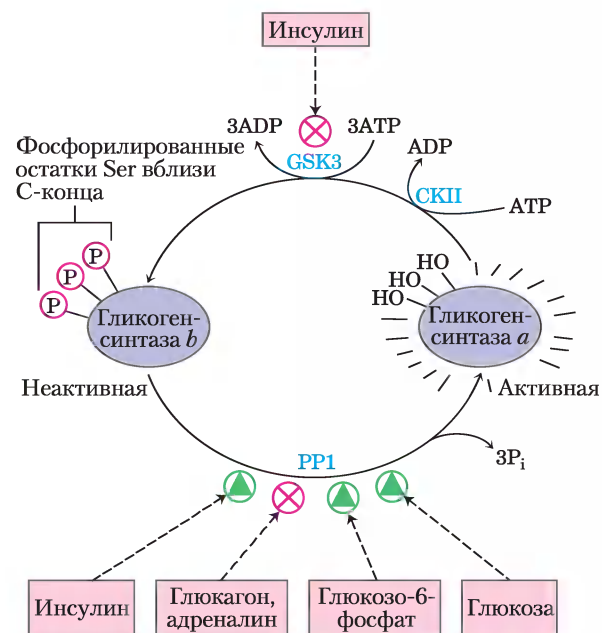 Инсулин
3ADP
3ATP
GSK3
ADP
CKII
ATP
Фосфорилированные
остатки Ser вблизи
С-конца
P
P
P
HO
HO
HO
Гликоген-
синтаза b
Гликоген-
синтаза a
Неактивная
Активная
PP1
3Pi
Инсулин
Глюкагон,
адреналин
Глюкозо-6-
фосфат
Глюкоза